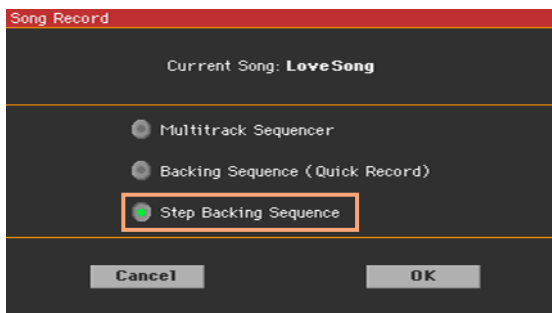 Song Record
Current Song: LoveSong
Multitrack Sequencer
Backing Sequence (Quick Record)
Step Backing Sequence
Cancel OK